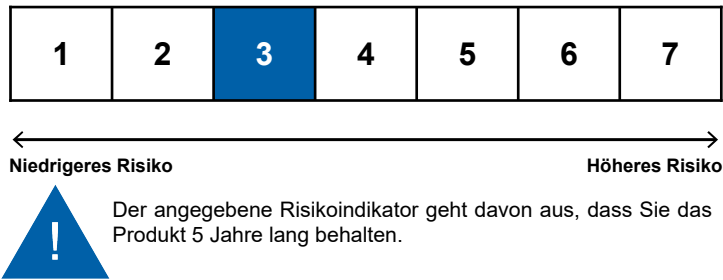 1 2 3 4 5 6 7
Niedrigeres Risiko Höheres Risiko
!
Der angegebene Risikoindikator geht davon aus, dass Sie das
Produkt 5 Jahre lang behalten.